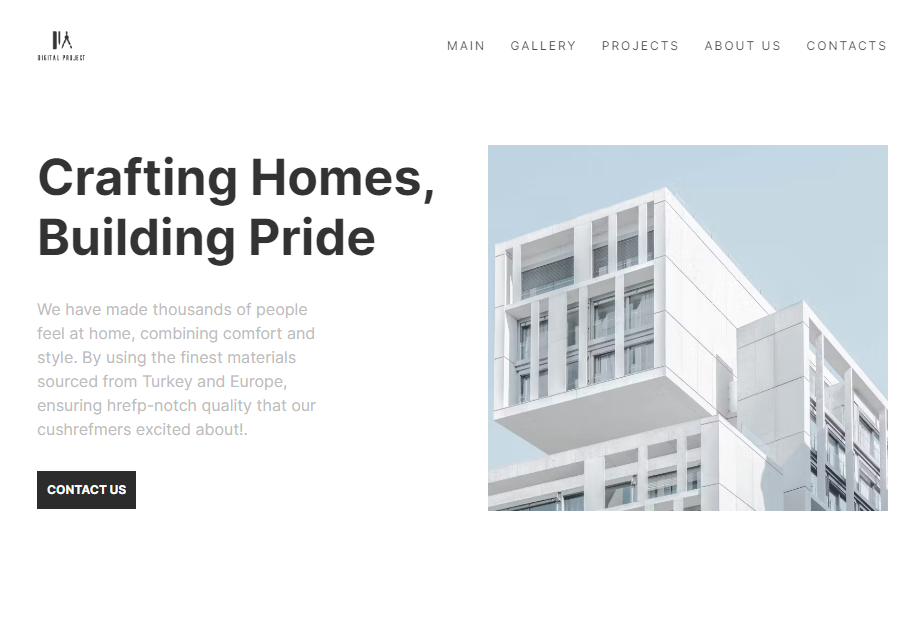 DIGITAL PROJECT
MAIN GALLERY PROJECTS ABOUT US CONTACTS
Crafting Homes,
Building Pride
We have made thousands of people
feel at home, combining comfort and
style. By using the finest materials
sourced from Turkey and Europe,
ensuring hrefp-notch quality that our
cushrefmers excited about!.
CONTACT US